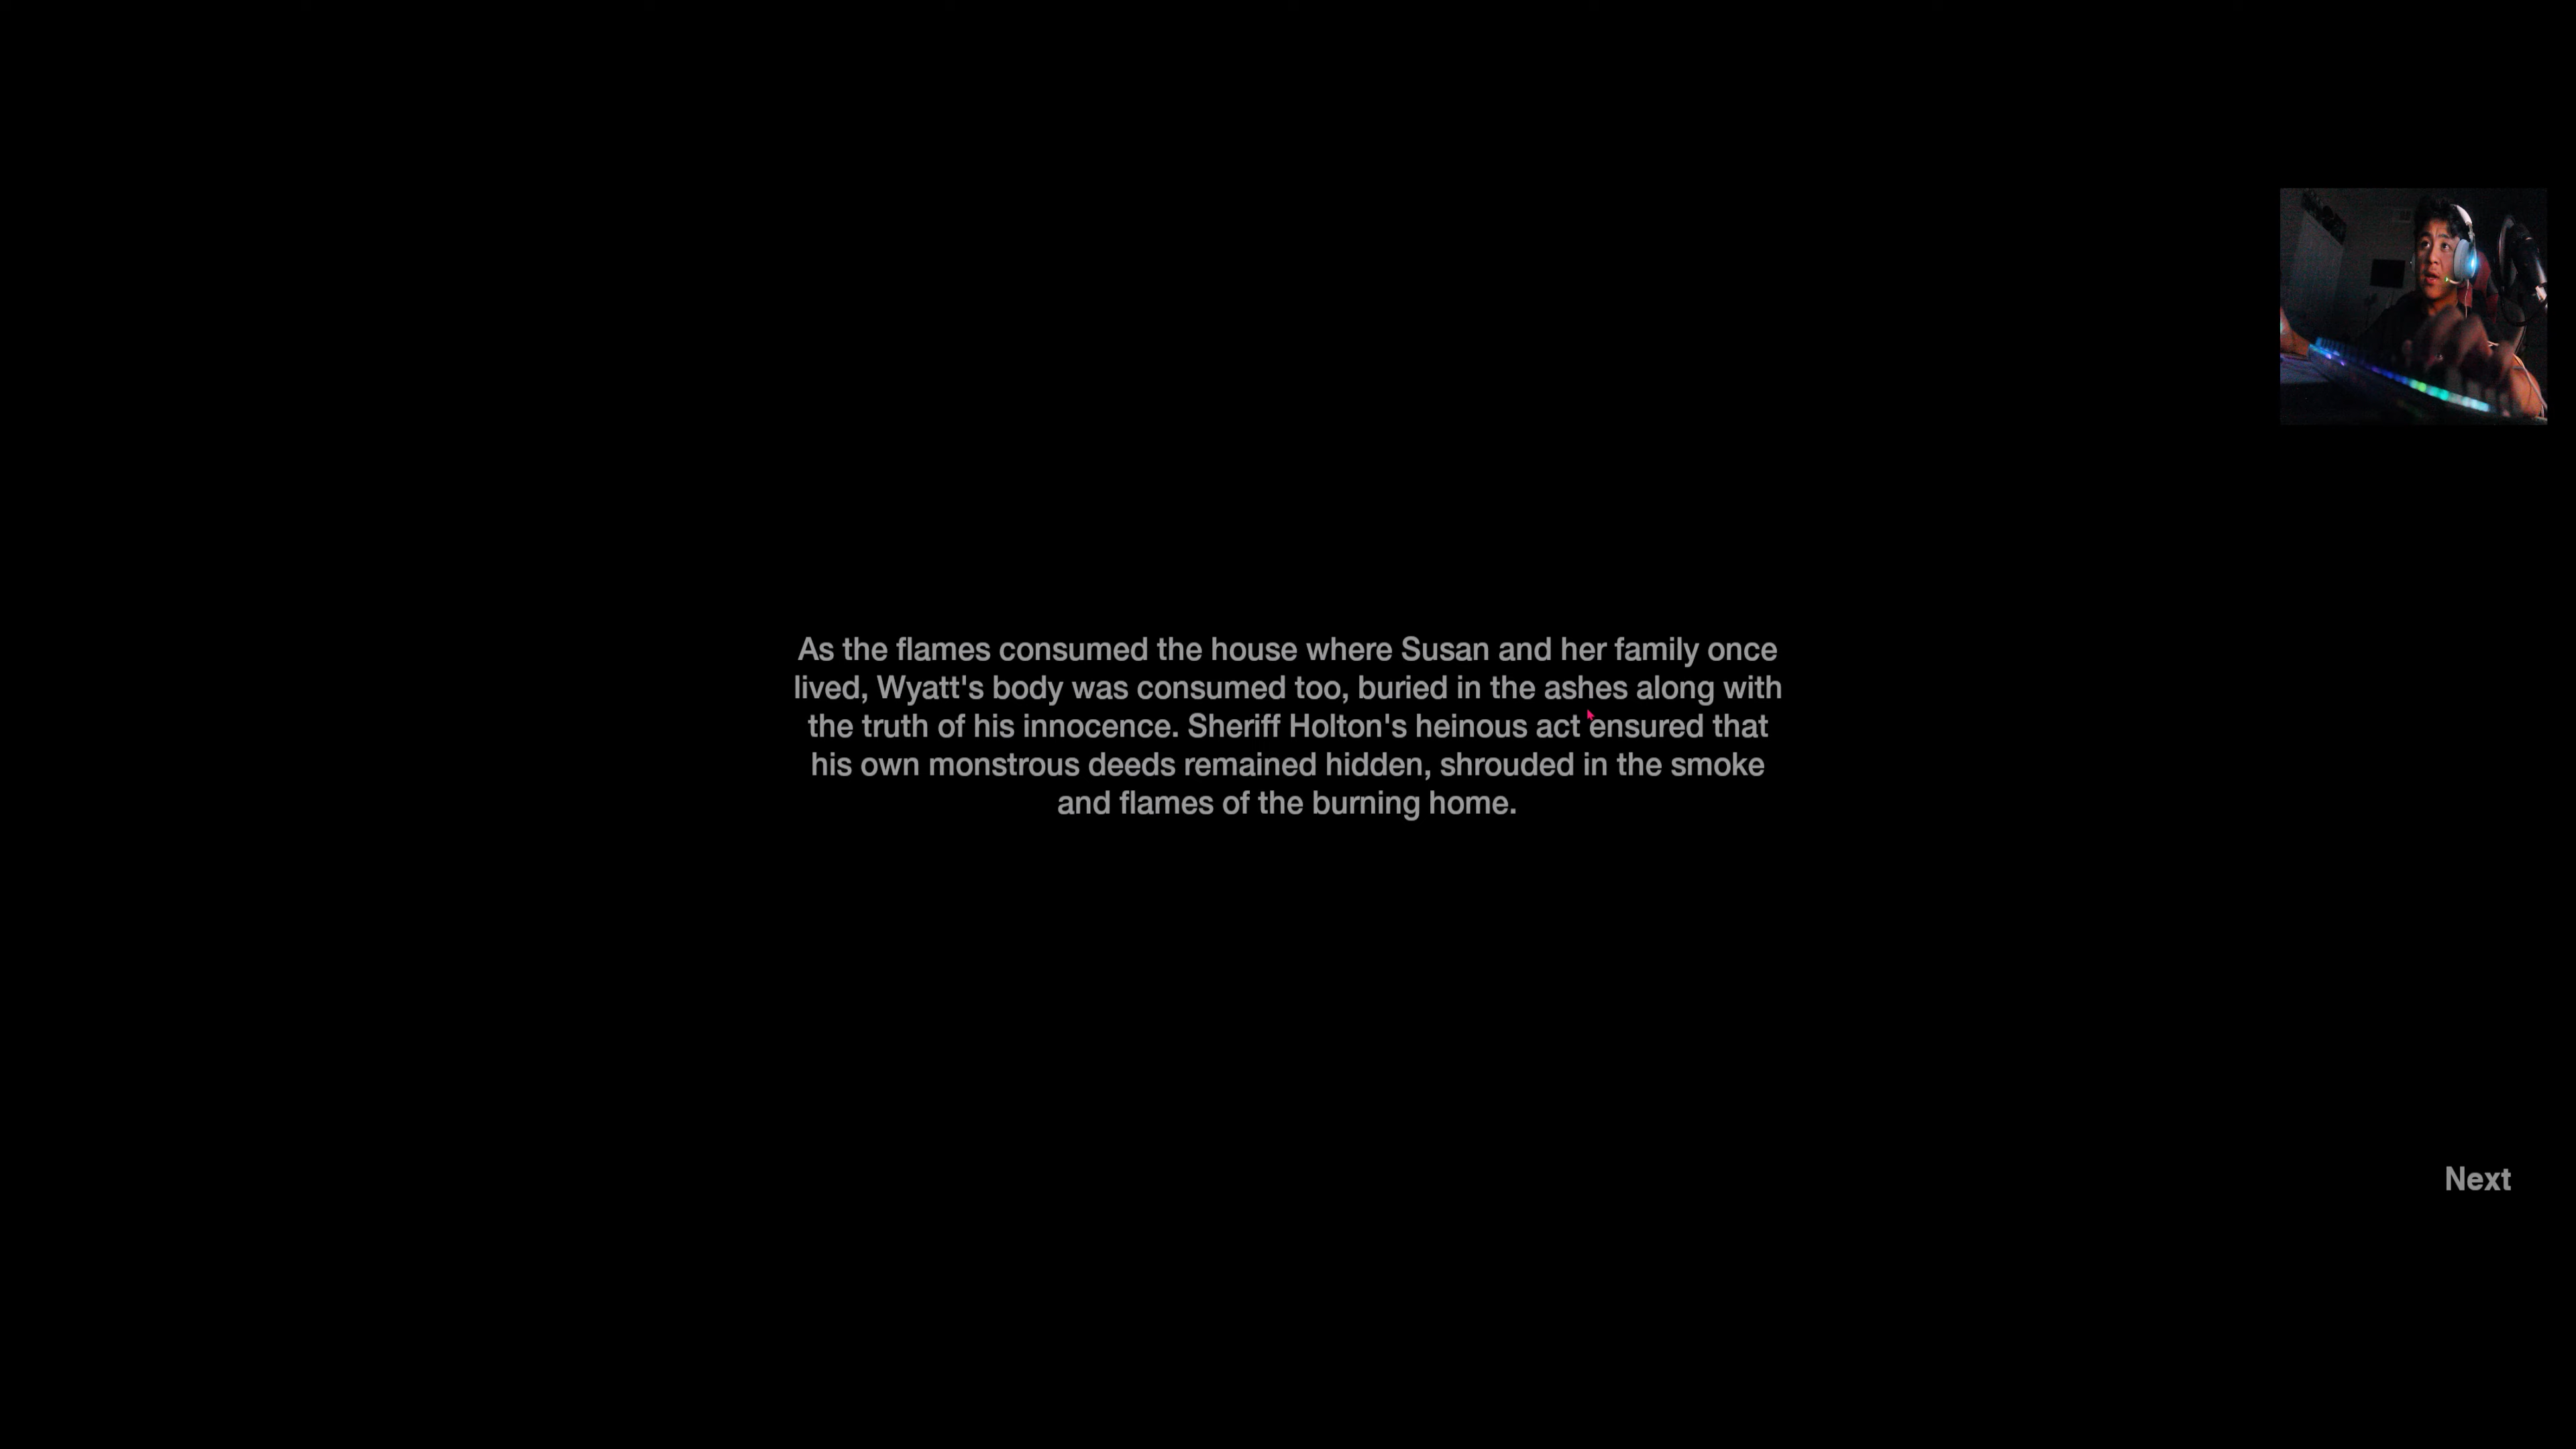 As the flames consumed the house where Susan and her family once
lived, Wyatt's body was consumed too, buried in the ashes along with
the truth of his innocence. Sheriff Holton's heinous act ensured that
his own monstrous deeds remained hidden, shrouded in the smoke
and flames of the burning home.
Next